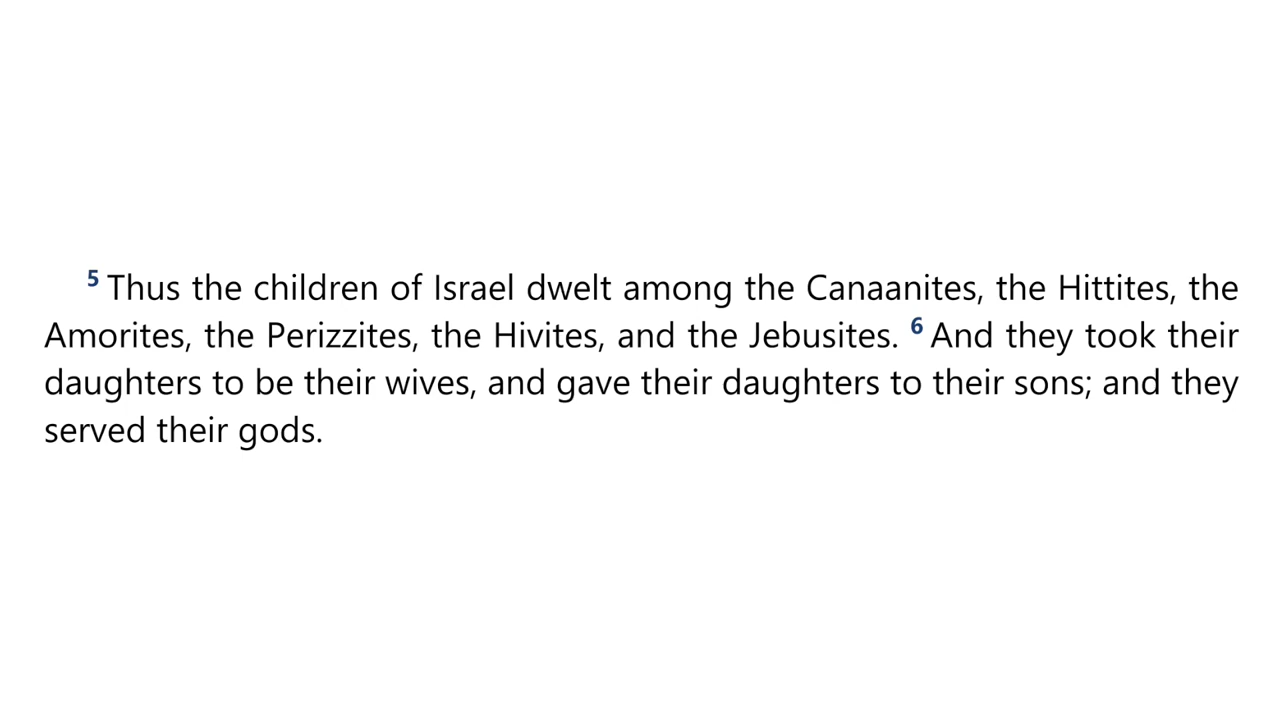 5 Thus the children of Israel dwelt among the Canaanites, the Hittites, the
Amorites, the Perizzites, the Hivites, and the Jebusites. 6 And they took their
daughters to be their wives, and gave their daughters to their sons; and they
served their gods.